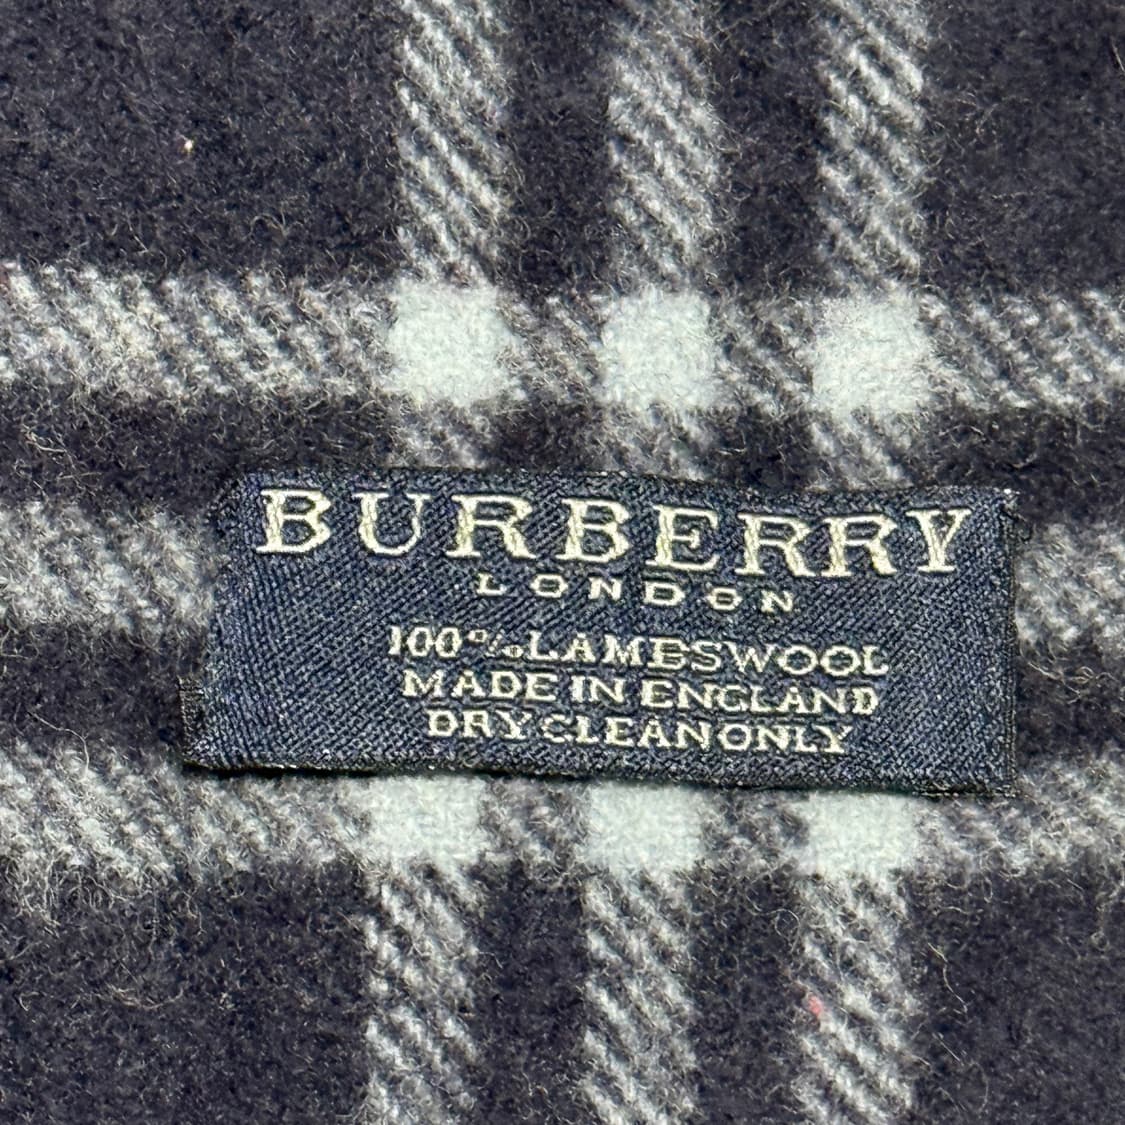 BURBERRY
LONDON
100% LAMBSWOOL
MADE IN ENGLAND
DRY CLEAN ONLY